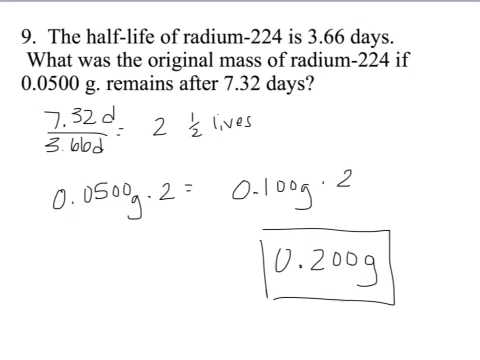 9. The half-life of radium-224 is 3.66 days.
What was the original mass of radium-224 if
0.0500 g. remains after 7.32 days?
7.32 d
3.66d
= 2 1/2 lives
0.0500g · 2 = 0.100g · 2
0.200g